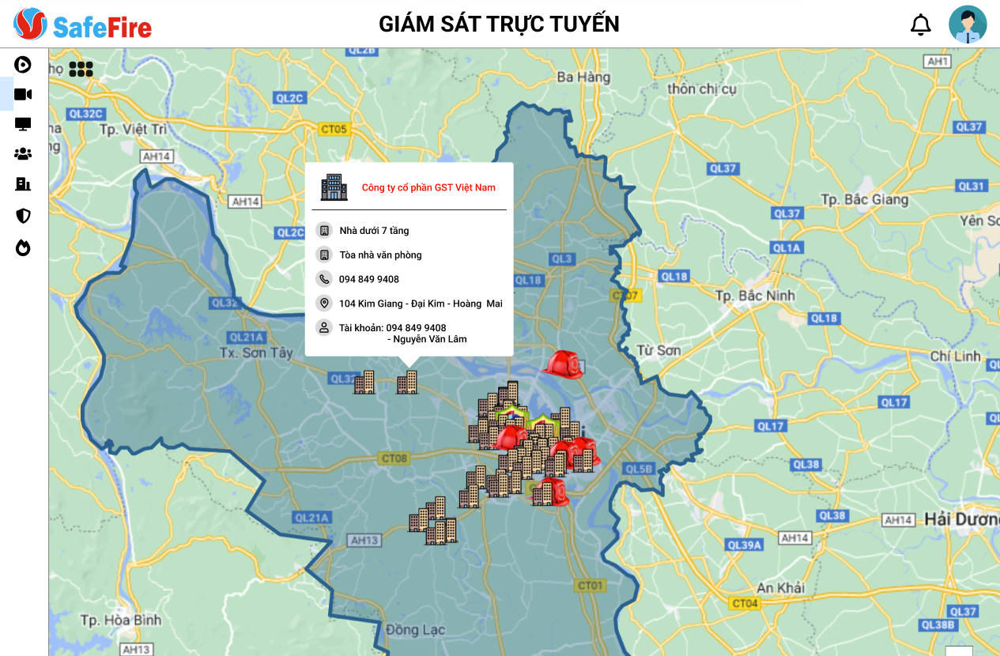 SafeFire
GIÁM SÁT TRỰC TUYẾN
QL2B
AH1
họ
Ba Hàng
thôn chị cụ
QL2C
QL32C
Tp. Việt Trì
CT05
QL37
AH14
QL37
QL31
Công ty cổ phần GST Việt Nam
AH14
Tp. Bắc Giang
QL37
Yên Sơ
Nhà dưới 7 tầng
QL2C
QL1A
Tòa nhà văn phòng
QL3
QL18
QL18
094 849 9408
CT07
Tp. Bắc Ninh
QL32
104 Kim Giang - Đại Kim - Hoàng Mai
QL18
Tài khoản: 094 849 9408
- Nguyễn Văn Lâm
QL21A
Tx. Sơn Tây
Từ Sơn
Chí Linh
QL32
QL17
QL17
CT08
QL38
QL5B
QL21A
QL38
AH14
Hải Dương
AH13
AH14
QL39A
CT01
An Khải
CT04
QL37
Tp. Hòa Bình
QL38B
Đồng Lạc
AH13